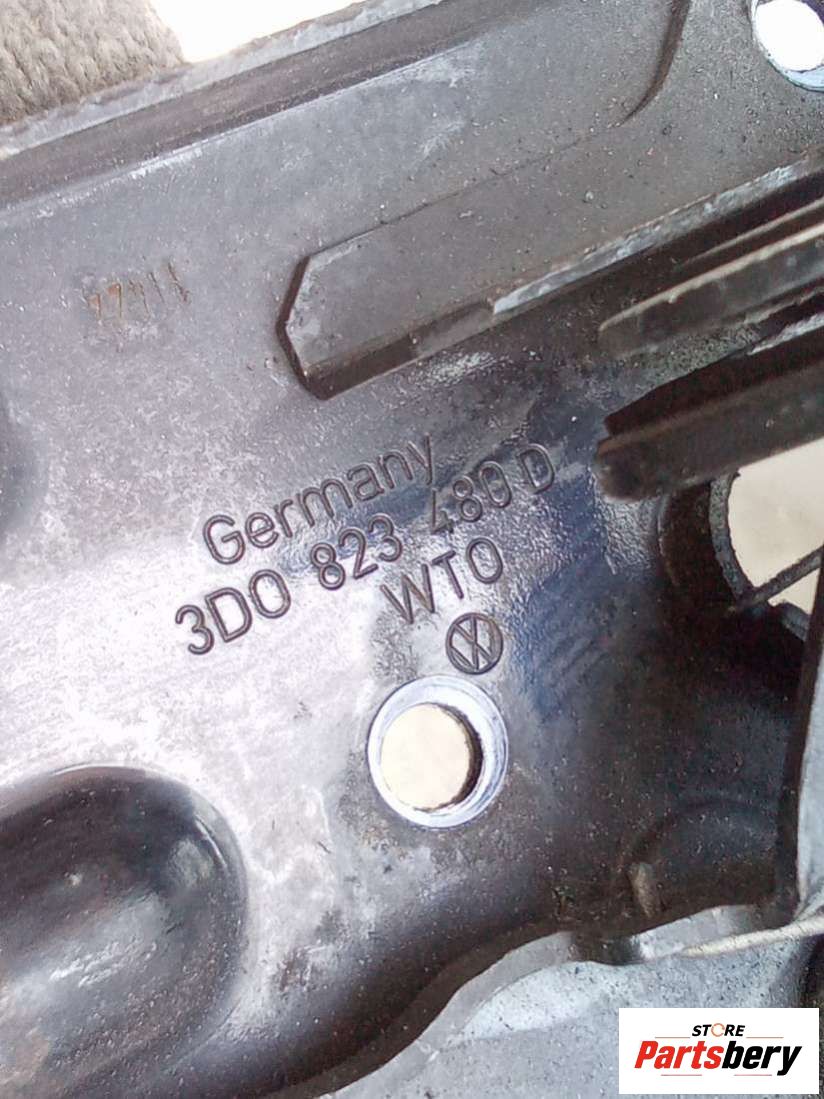 Germany
3D0 823 480 D
WTO
STORE
Partsbery